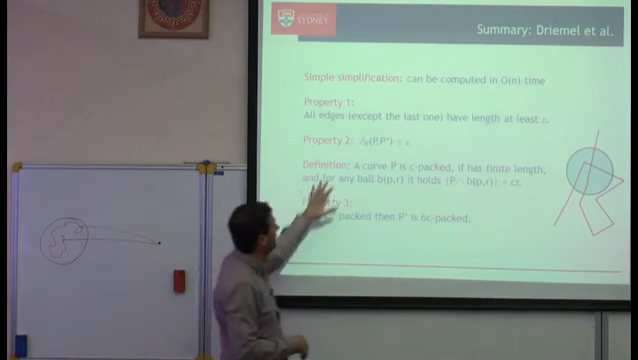 SYDNEY
Summary: Driemel et al.
Simple simplification: can be computed in O(n) time
Property 1:
All edges (except the last one) have length at least ε.
Property 2: δF(P,P') ≤ ε
Definition: A curve P is c-packed, if has finite length,
and for any ball b(p,r) it holds |P∩ b(p,r)| < cr.
3:
packed then P' is 6c-packed.